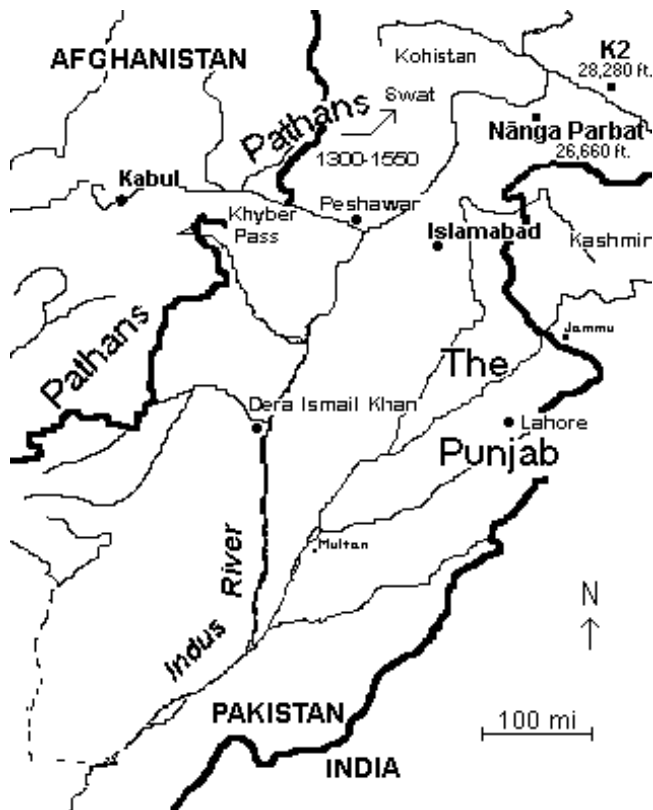 AFGHANISTAN
Kohistan
K2
28,280 ft.
Pathans
Swat
1300-1550
Nānga Parbat
26,660 ft.
Kabul
Khyber
Pass
Peshawar
Islamabad
Kashmir
Pathans
The
Jammu
Dera Ismail Khan
Lahore
Punjab
Multan
Indus River
N
PAKISTAN
INDIA
100 mi